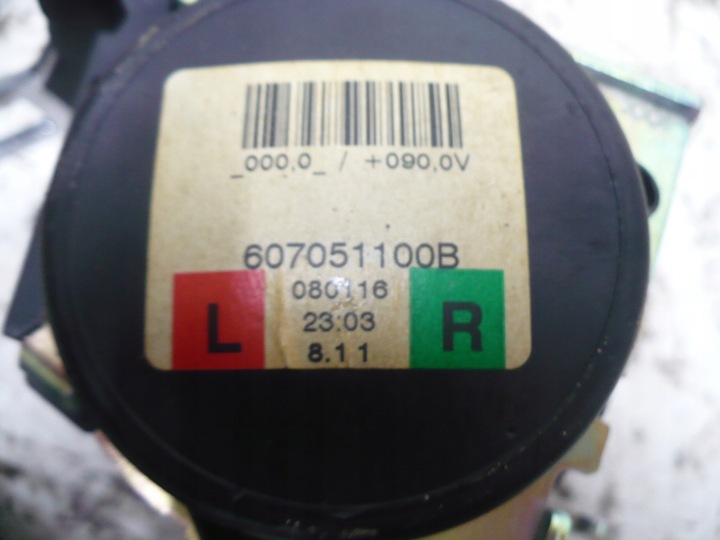 _000,0_ / +090,0V
607051100B
080116
L 23:03 R
8.11